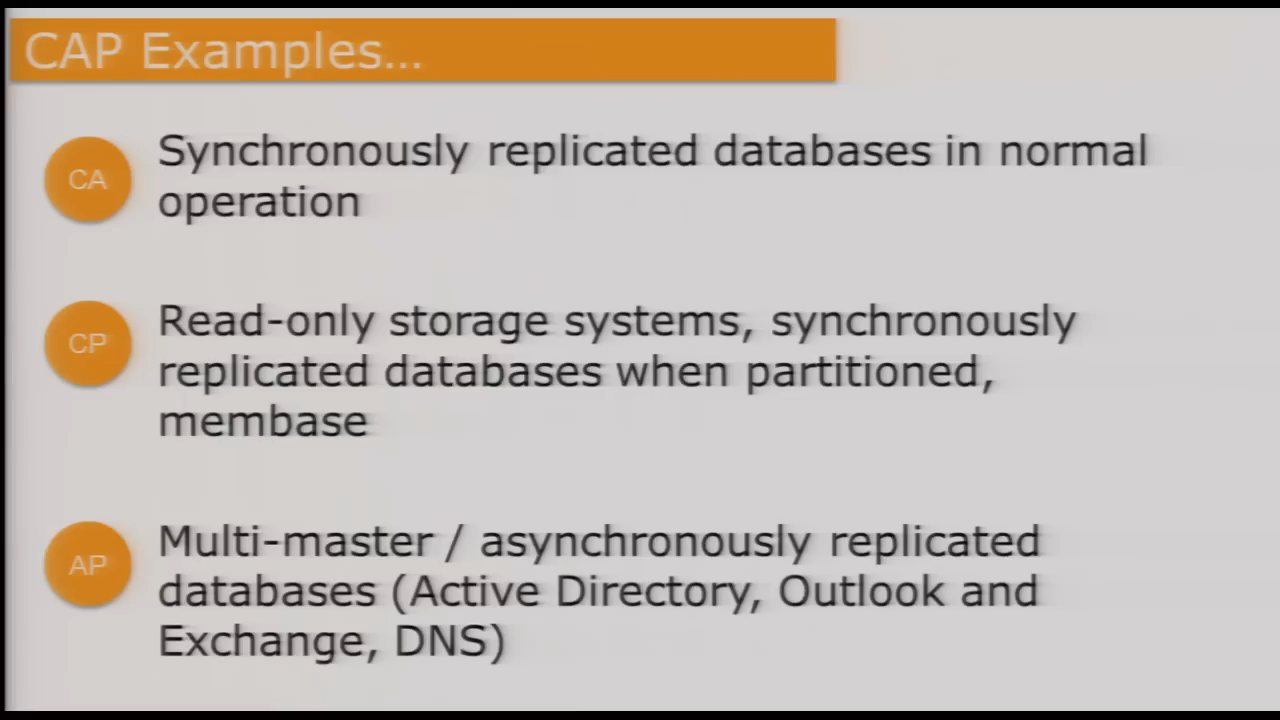 CAP Examples...
CA
Synchronously replicated databases in normal
operation
CP
Read-only storage systems, synchronously
replicated databases when partitioned,
membase
AP
Multi-master / asynchronously replicated
databases (Active Directory, Outlook and
Exchange, DNS)